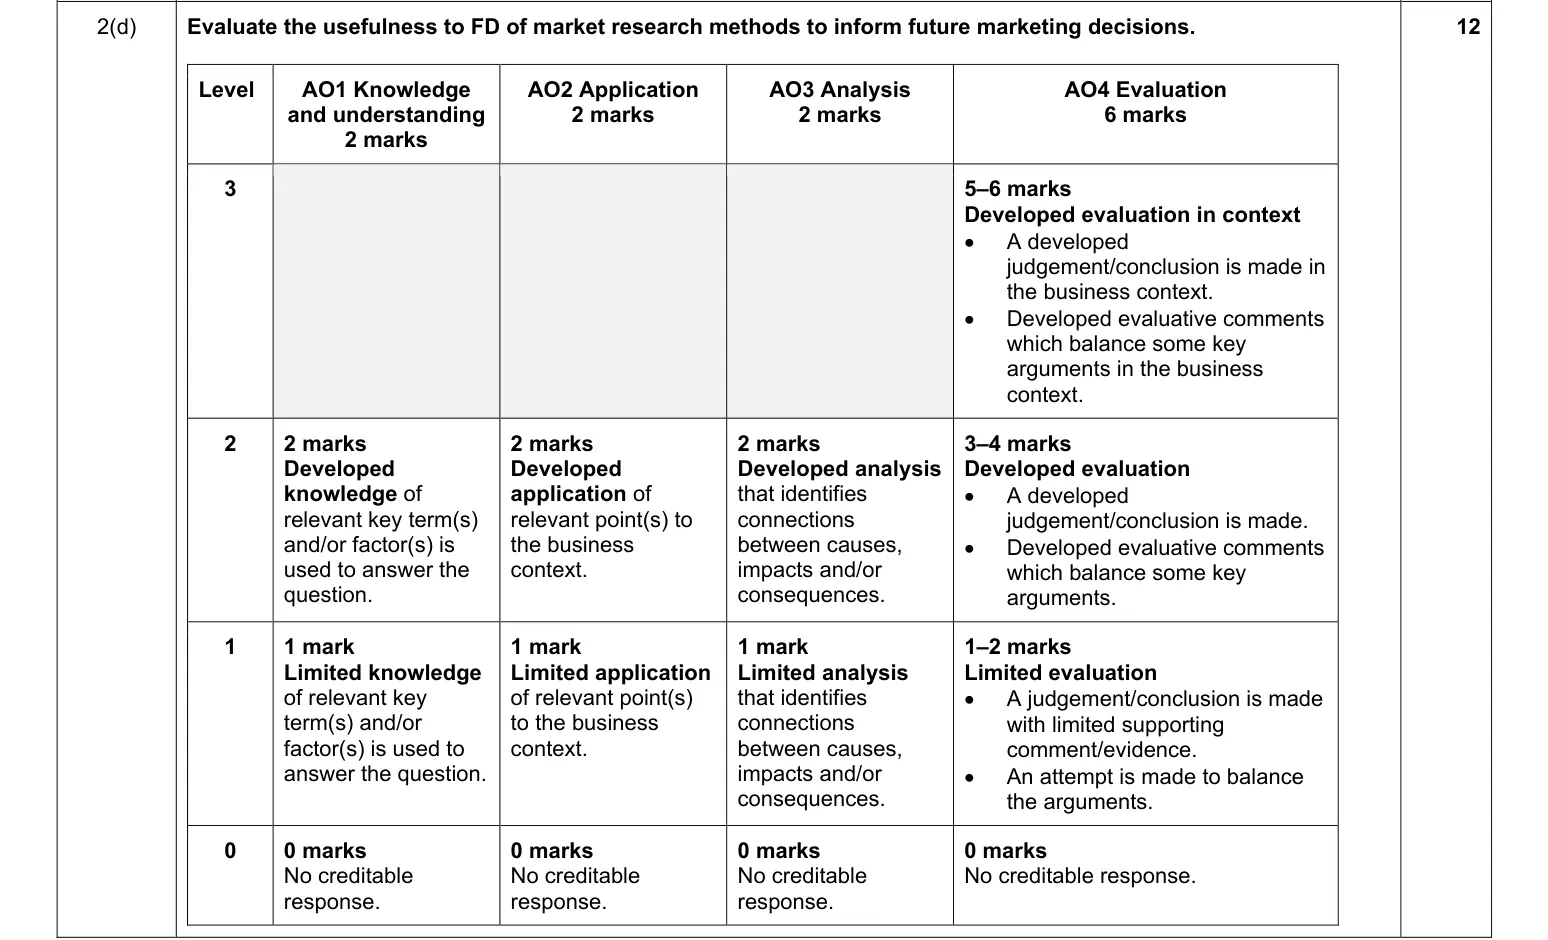 2(d) Evaluate the usefulness to FD of market research methods to inform future marketing decisions. 12
Level
AO1 Knowledge
and understanding
2 marks
AO2 Application
2 marks
AO3 Analysis
2 marks
AO4 Evaluation
6 marks
3
5–6 marks
Developed evaluation in context
• A developed
judgement/conclusion is made in
the business context.
• Developed evaluative comments
which balance some key
arguments in the business
context.
2
2 marks
Developed
knowledge of
relevant key term(s)
and/or factor(s) is
used to answer the
question.
2 marks
Developed
application of
relevant point(s) to
the business
context.
2 marks
Developed analysis
that identifies
connections
between causes,
impacts and/or
consequences.
3–4 marks
Developed evaluation
• A developed
judgement/conclusion is made.
• Developed evaluative comments
which balance some key
arguments.
1
1 mark
Limited knowledge
of relevant key
term(s) and/or
factor(s) is used to
answer the question.
1 mark
Limited application
of relevant point(s)
to the business
context.
1 mark
Limited analysis
that identifies
connections
between causes,
impacts and/or
consequences.
1–2 marks
Limited evaluation
• A judgement/conclusion is made
with limited supporting
comment/evidence.
• An attempt is made to balance
the arguments.
0
0 marks
No creditable
response.
0 marks
No creditable
response.
0 marks
No creditable
response.
0 marks
No creditable response.